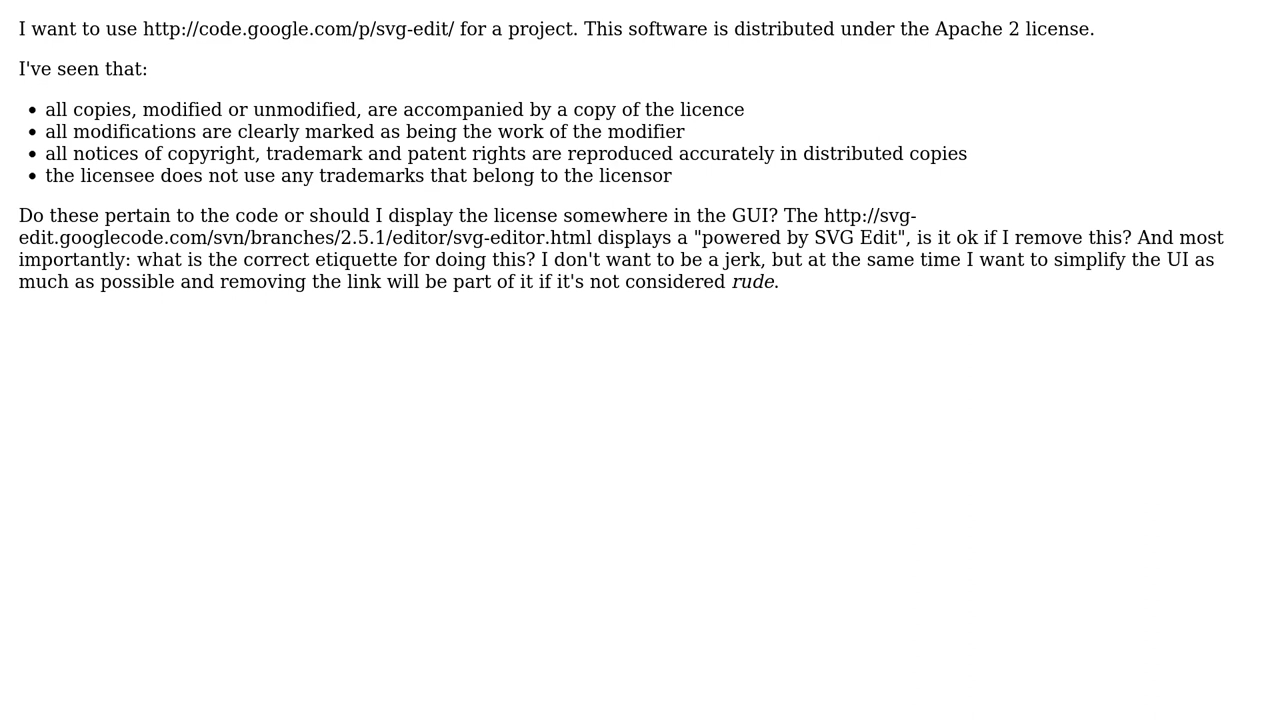 I want to use http://code.google.com/p/svg-edit/ for a project. This software is distributed under the Apache 2 license.
I've seen that:
• all copies, modified or unmodified, are accompanied by a copy of the licence
• all modifications are clearly marked as being the work of the modifier
• all notices of copyright, trademark and patent rights are reproduced accurately in distributed copies
• the licensee does not use any trademarks that belong to the licensor
Do these pertain to the code or should I display the license somewhere in the GUI? The http://svg-
edit.googlecode.com/svn/branches/2.5.1/editor/svg-editor.html displays a "powered by SVG Edit", is it ok if I remove this? And most
importantly: what is the correct etiquette for doing this? I don't want to be a jerk, but at the same time I want to simplify the UI as
much as possible and removing the link will be part of it if it's not considered rude.